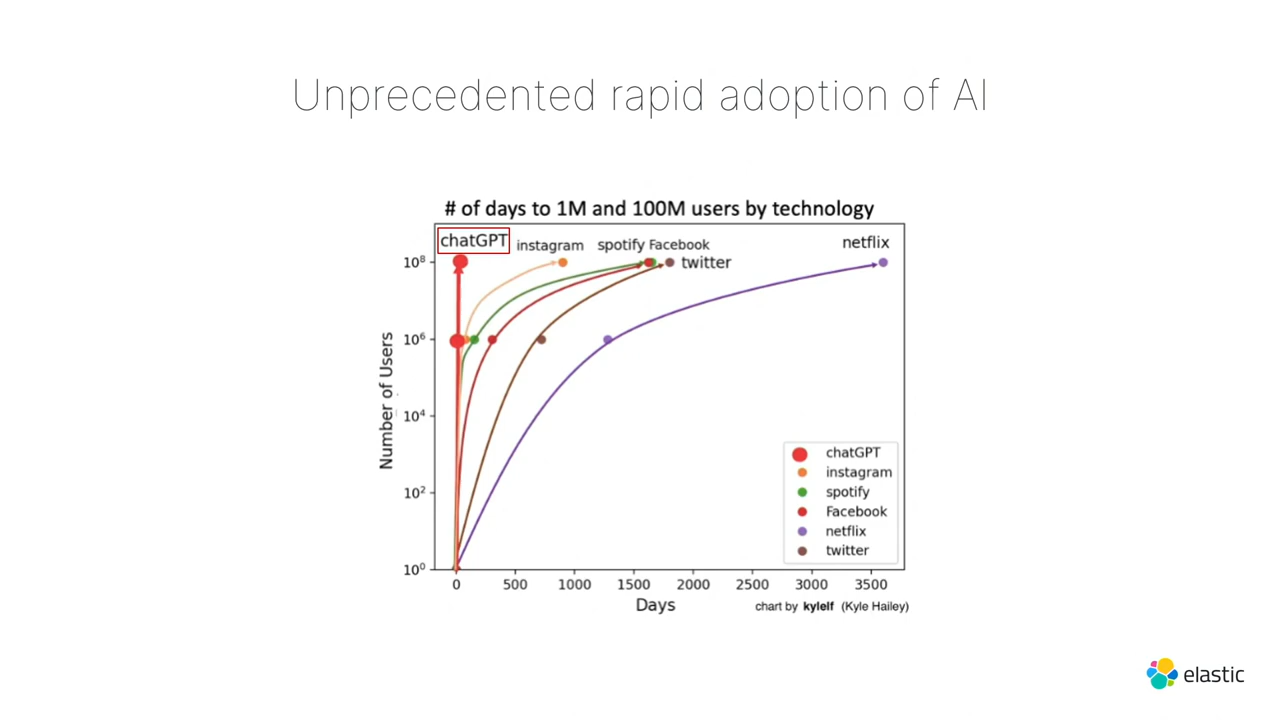 Unprecedented rapid adoption of AI
# of days to 1M and 100M users by technology
chatGPT
instagram
spotify
Facebook
twitter
netflix
Number of Users
10⁸
10⁶
10⁴
10²
10⁰
0 500 1000 1500 2000 2500 3000 3500
Days
chatGPT
instagram
spotify
Facebook
netflix
twitter
chart by kylelf (Kyle Hailey)
elastic